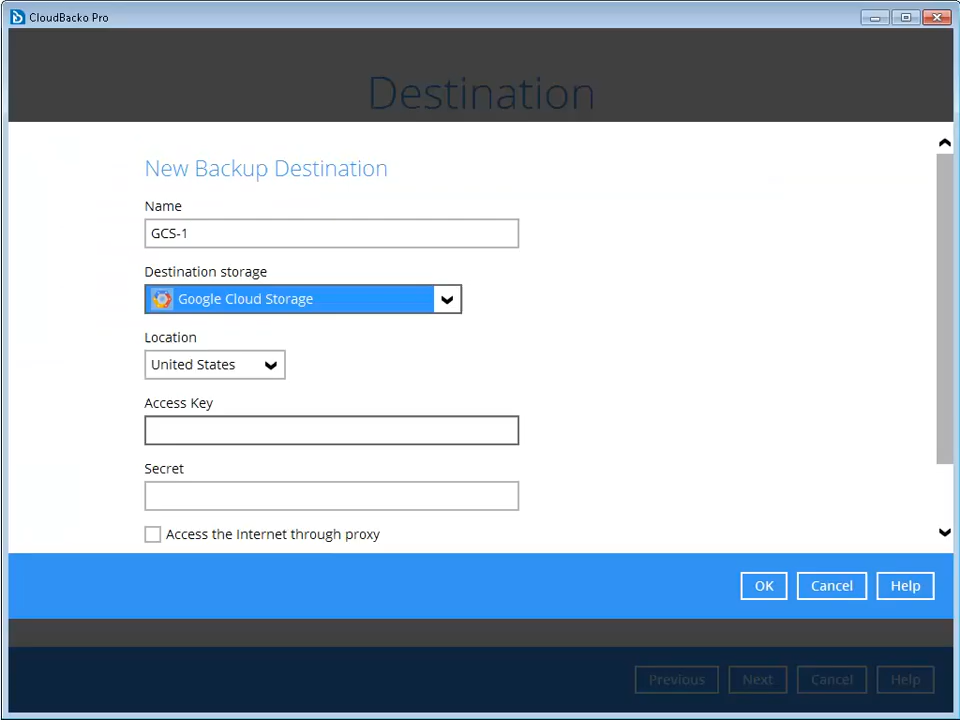 CloudBacko Pro
Destination
New Backup Destination
Name
GCS-1
Destination storage
Google Cloud Storage
Location
United States
Access Key
Secret
Access the Internet through proxy
OK Cancel Help
Previous Next Cancel Help